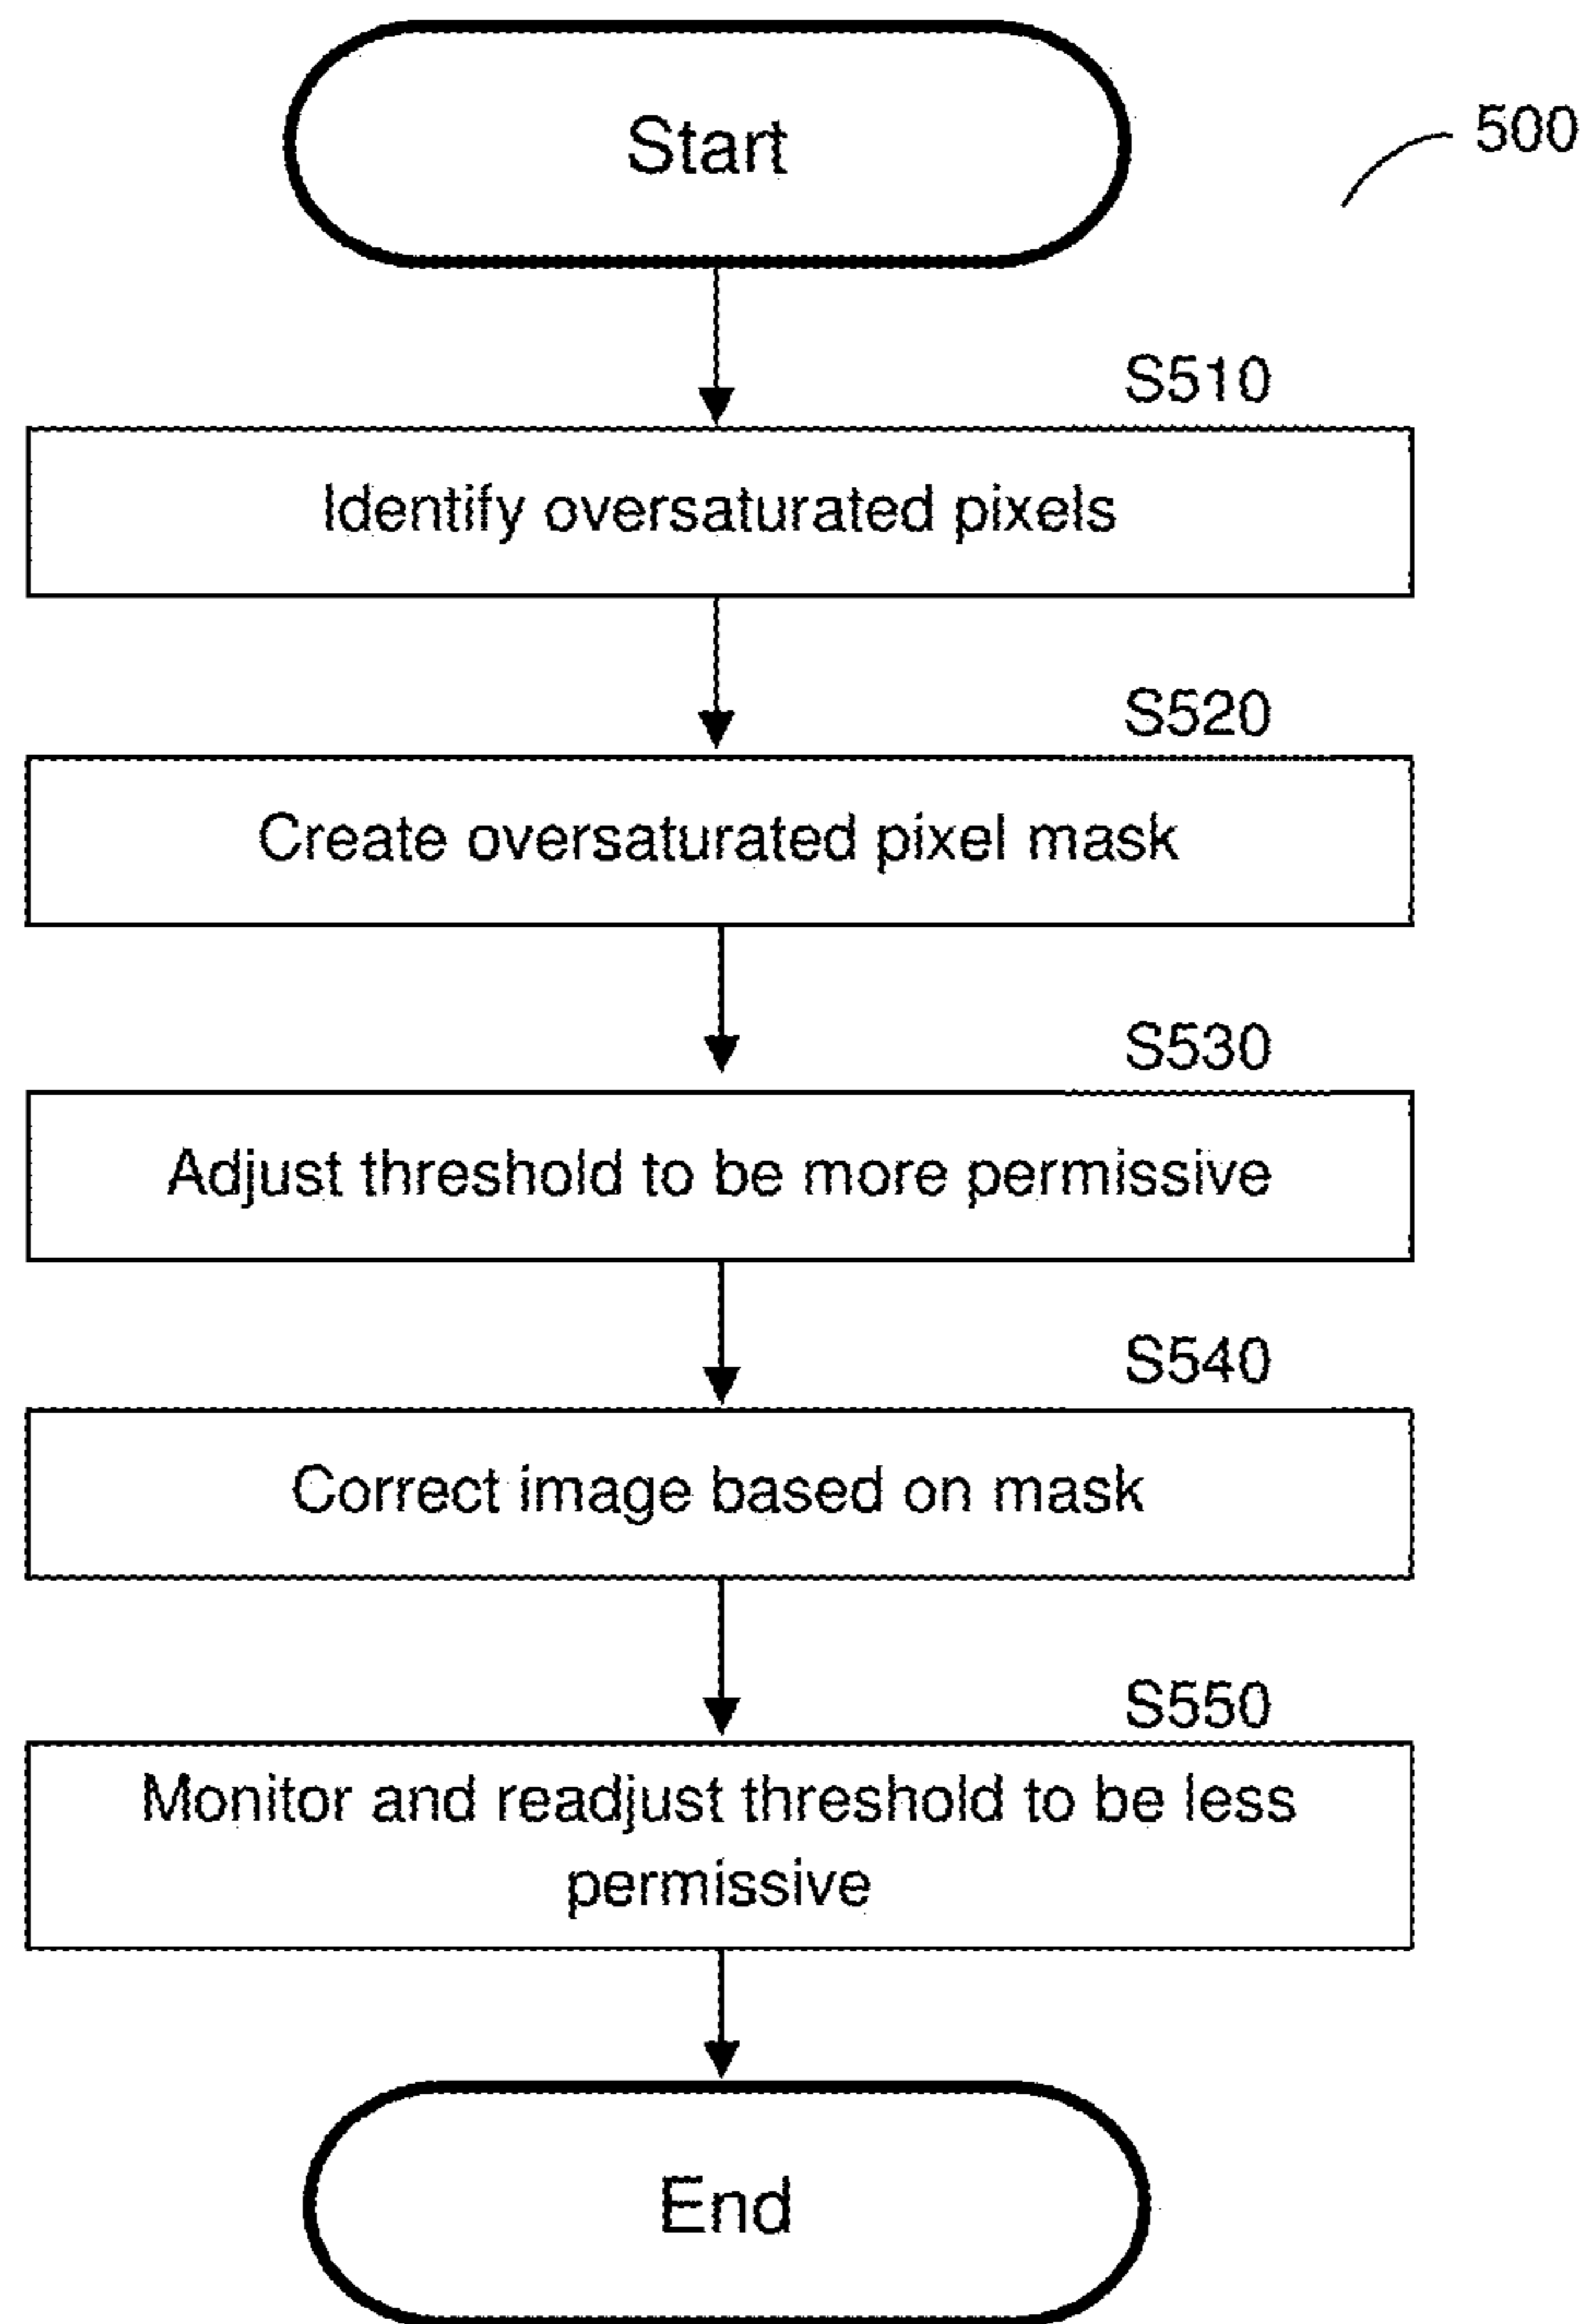 Start
500
S510
Identify oversaturated pixels
S520
Create oversaturated pixel mask
S530
Adjust threshold to be more permissive
S540
Correct image based on mask
S550
Monitor and readjust threshold to be less
permissive
End